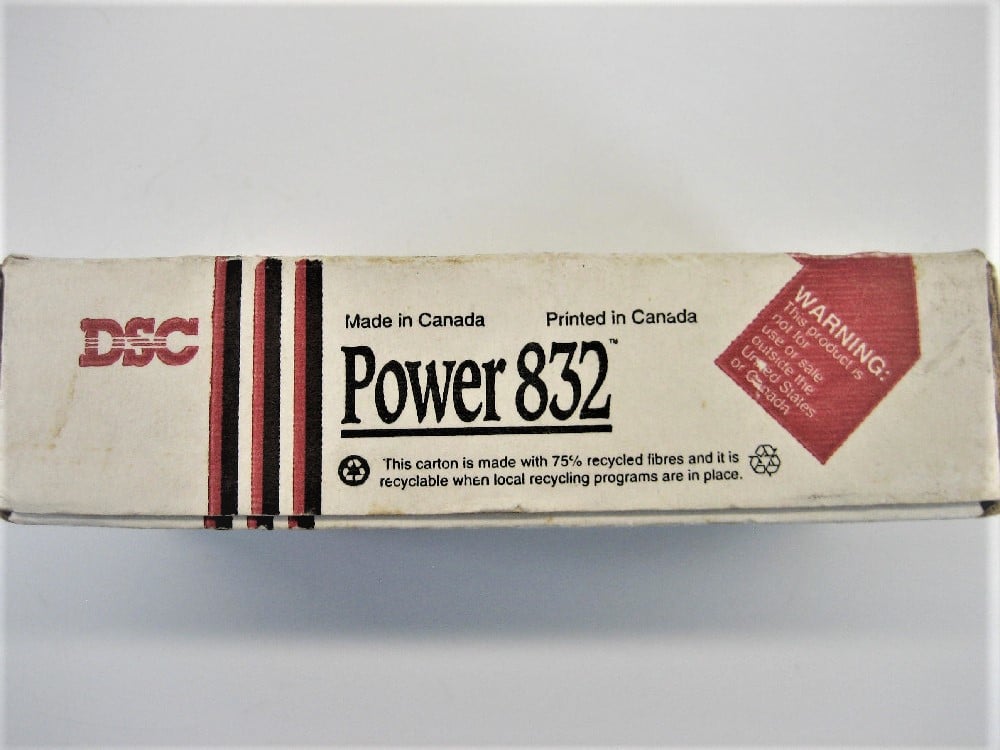 DSC
Made in Canada
Printed in Canada
Power 832™
This carton is made with 75% recycled fibres and it is
recyclable when local recycling programs are in place.
WARNING:
This product is
not for
use or sale
outside the
United States
or Canada